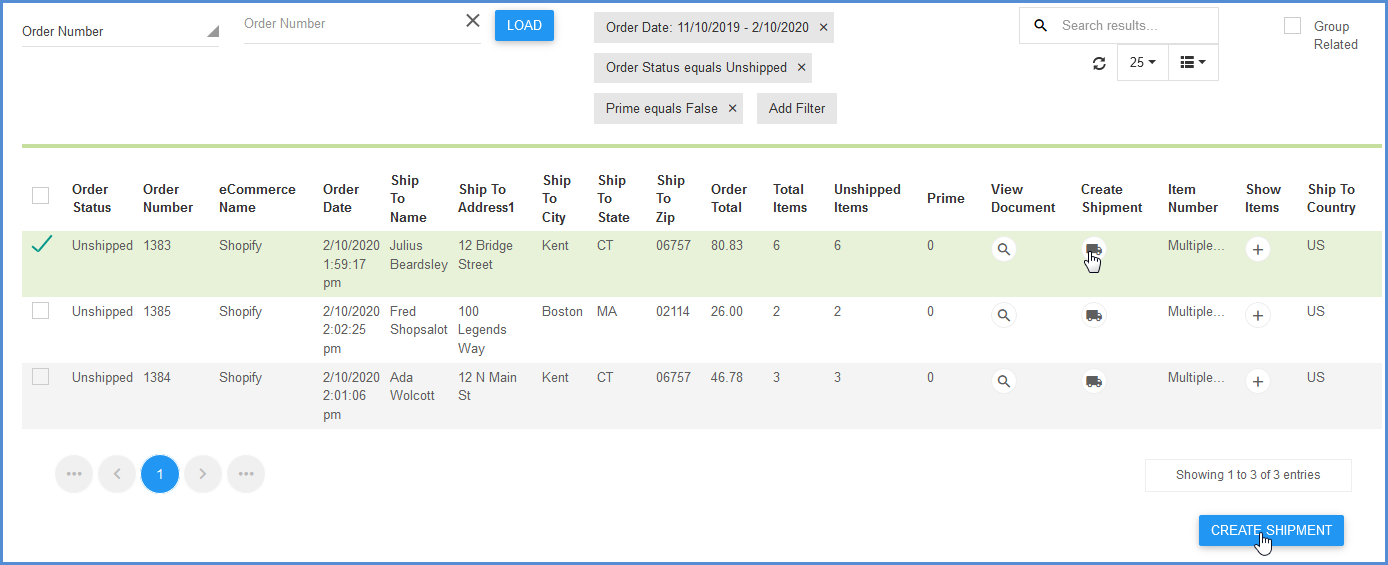 Order Number
Order Number
LOAD
Order Date: 11/10/2019 - 2/10/2020 ×
Search results...
Group
Related
Order Status equals Unshipped ×
25
Prime equals False ×
Add Filter
Order Status
Order Number
eCommerce Name
Order Date
Ship To Name
Ship To Address1
Ship To City
Ship To State
Ship To Zip
Order Total
Total Items
Unshipped Items
Prime
View Document
Create Shipment
Item Number
Show Items
Ship To Country
Unshipped 1383 Shopify 2/10/2020 Julius 12 Bridge Kent CT 06757 80.83 6 6 0 Multiple... US
1:59:17 Beardsley Street
pm
Unshipped 1385 Shopify 2/10/2020 Fred 100 Boston MA 02114 26.00 2 2 0 Multiple... US
2:02:25 Shopsalot Legends
pm Way
Unshipped 1384 Shopify 2/10/2020 Ada 12 N Main Kent CT 06757 46.78 3 3 0 Multiple... US
2:01:06 Wolcott St
pm
1
Showing 1 to 3 of 3 entries
CREATE SHIPMENT